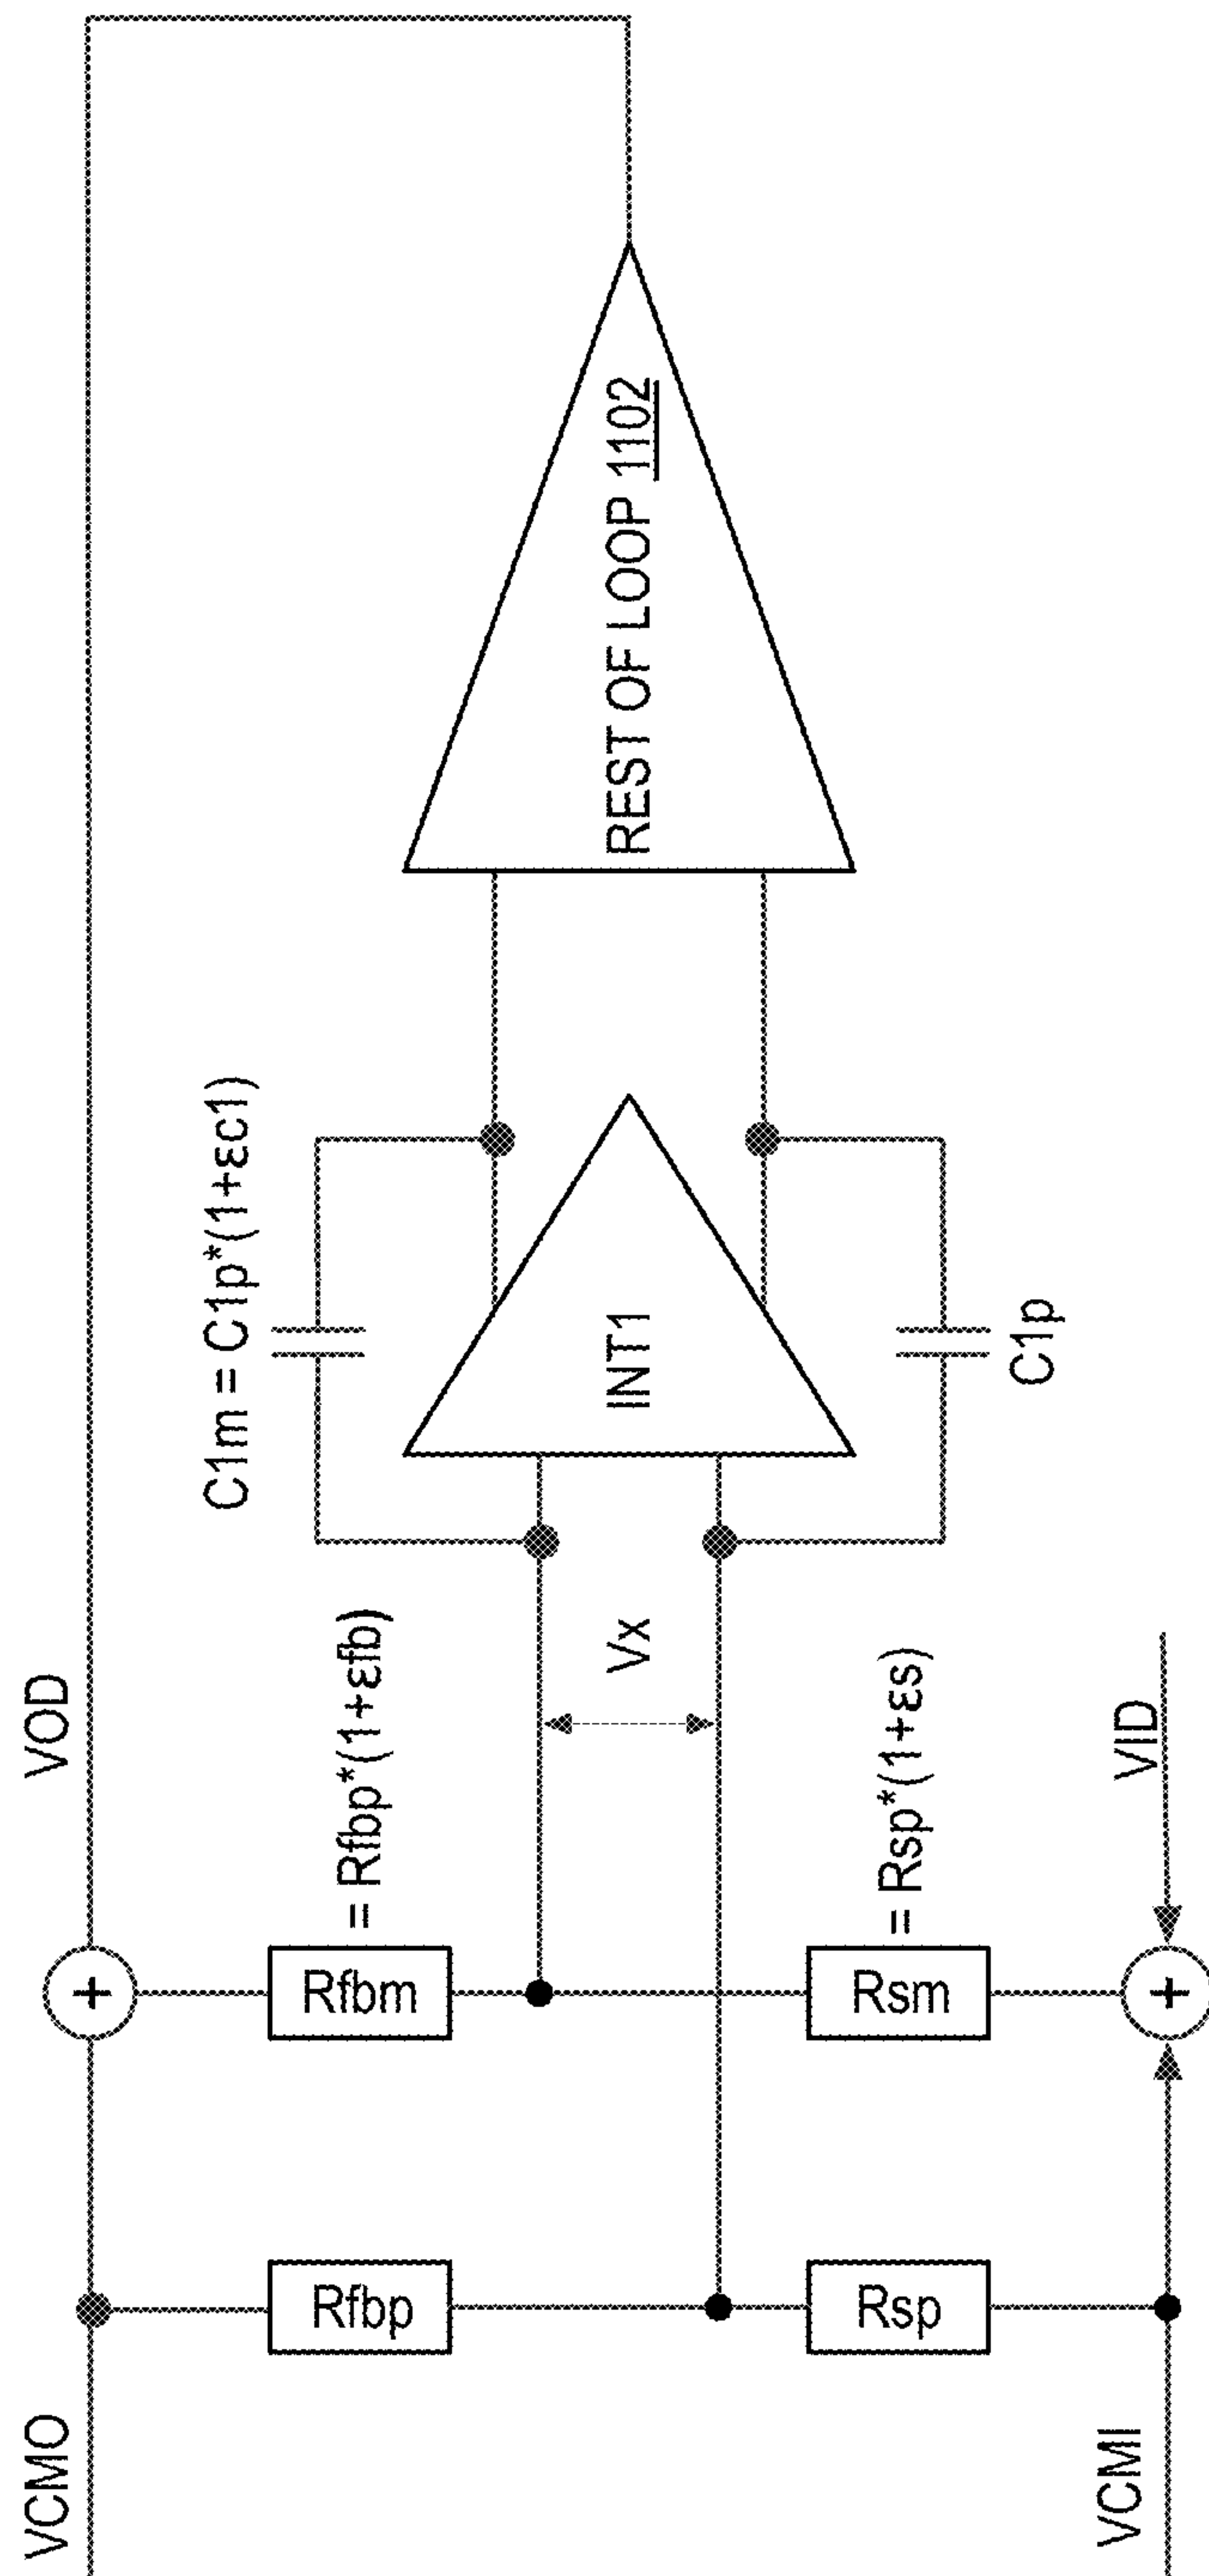 VCMO
VOD
Rfbp
Rfbm
= Rfbp*(1+εfb)
C1m = C1p*(1+εc1)
Vx
INT1
REST OF LOOP 1102
Rsp
Rsm
= Rsp*(1+εs)
C1p
VCMI
VID
+
+